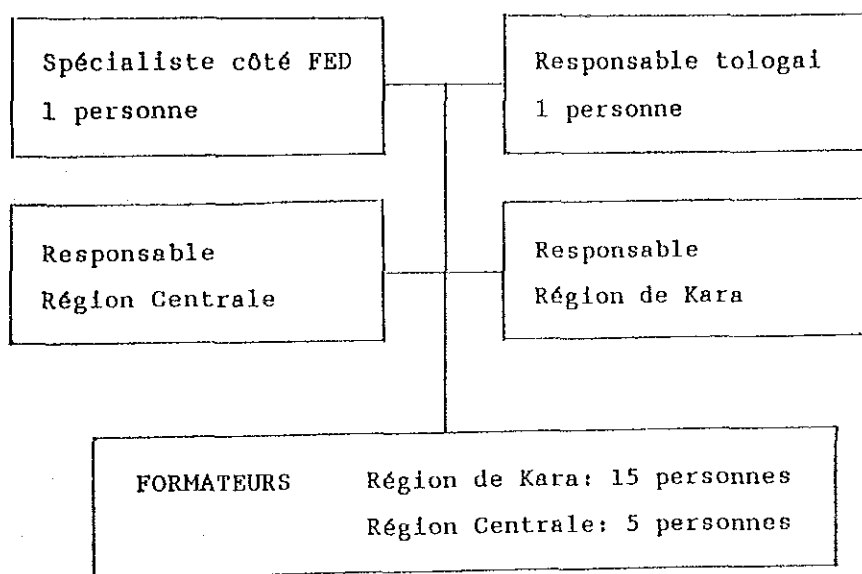 Spécialiste côté FED
1 personne
Responsable tologai
1 personne
Responsable
Région Centrale
Responsable
Région de Kara
FORMATEURS Région de Kara: 15 personnes
Région Centrale: 5 personnes